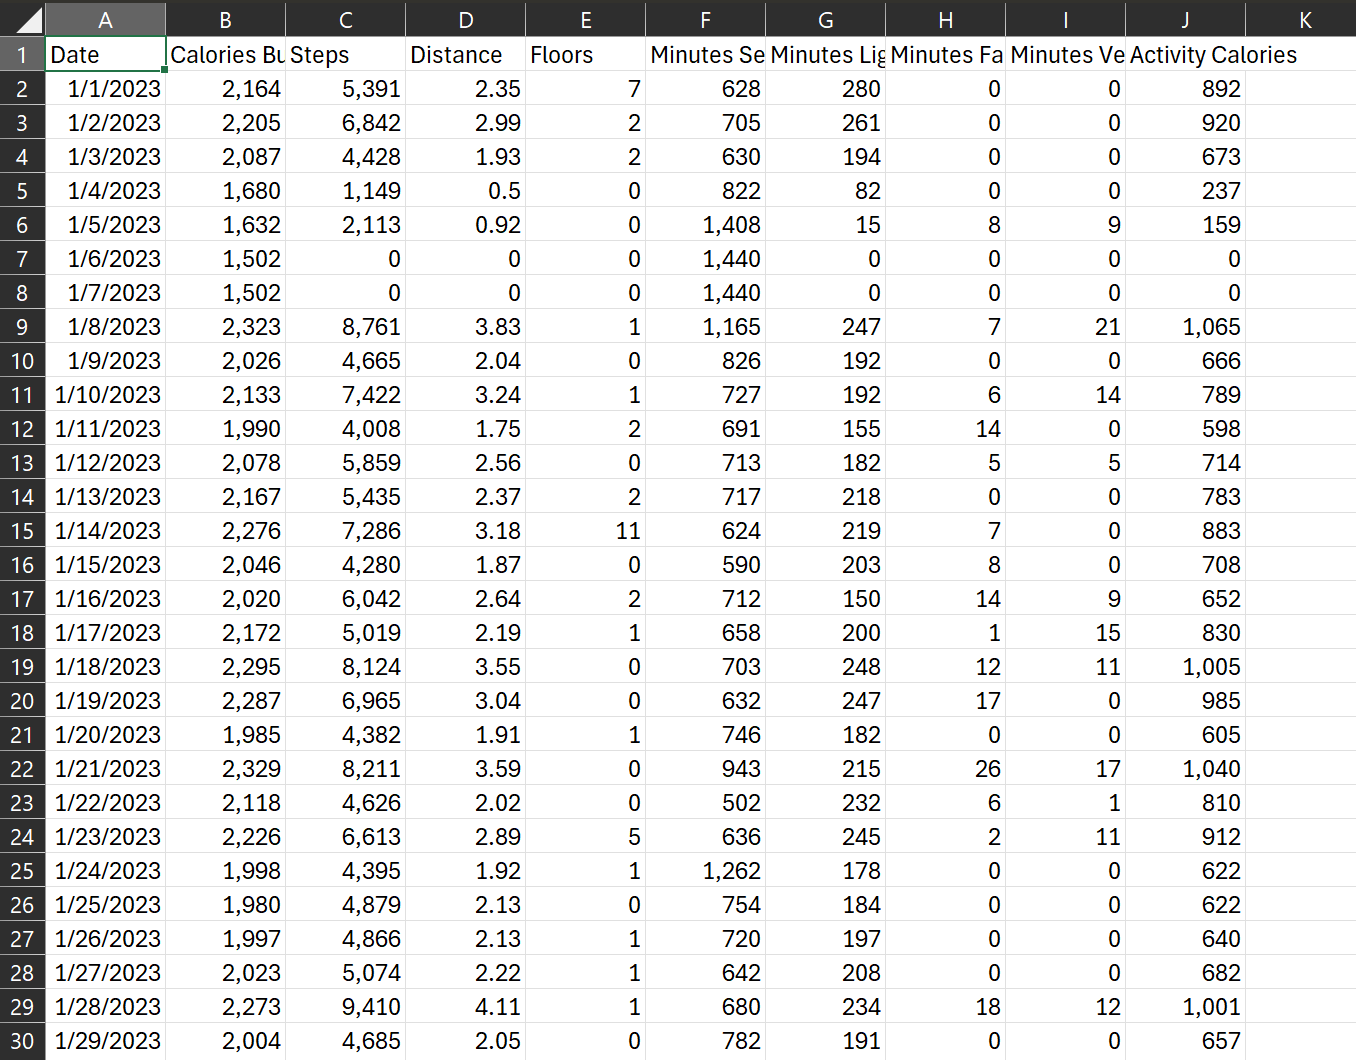 A B C D E F G H I J K
1 Date Calories Bu Steps Distance Floors Minutes Se Minutes Lig Minutes Fa Minutes Ve Activity Calories
2 1/1/2023 2,164 5,391 2.35 7 628 280 0 0 892
3 1/2/2023 2,205 6,842 2.99 2 705 261 0 0 920
4 1/3/2023 2,087 4,428 1.93 2 630 194 0 0 673
5 1/4/2023 1,680 1,149 0.5 0 822 82 0 0 237
6 1/5/2023 1,632 2,113 0.92 0 1,408 15 8 9 159
7 1/6/2023 1,502 0 0 0 1,440 0 0 0 0
8 1/7/2023 1,502 0 0 0 1,440 0 0 0 0
9 1/8/2023 2,323 8,761 3.83 1 1,165 247 7 21 1,065
10 1/9/2023 2,026 4,665 2.04 0 826 192 0 0 666
11 1/10/2023 2,133 7,422 3.24 1 727 192 6 14 789
12 1/11/2023 1,990 4,008 1.75 2 691 155 14 0 598
13 1/12/2023 2,078 5,859 2.56 0 713 182 5 5 714
14 1/13/2023 2,167 5,435 2.37 2 717 218 0 0 783
15 1/14/2023 2,276 7,286 3.18 11 624 219 7 0 883
16 1/15/2023 2,046 4,280 1.87 0 590 203 8 0 708
17 1/16/2023 2,020 6,042 2.64 2 712 150 14 9 652
18 1/17/2023 2,172 5,019 2.19 1 658 200 1 15 830
19 1/18/2023 2,295 8,124 3.55 0 703 248 12 11 1,005
20 1/19/2023 2,287 6,965 3.04 0 632 247 17 0 985
21 1/20/2023 1,985 4,382 1.91 1 746 182 0 0 605
22 1/21/2023 2,329 8,211 3.59 0 943 215 26 17 1,040
23 1/22/2023 2,118 4,626 2.02 0 502 232 6 1 810
24 1/23/2023 2,226 6,613 2.89 5 636 245 2 11 912
25 1/24/2023 1,998 4,395 1.92 1 1,262 178 0 0 622
26 1/25/2023 1,980 4,879 2.13 0 754 184 0 0 622
27 1/26/2023 1,997 4,866 2.13 1 720 197 0 0 640
28 1/27/2023 2,023 5,074 2.22 1 642 208 0 0 682
29 1/28/2023 2,273 9,410 4.11 1 680 234 18 12 1,001
30 1/29/2023 2,004 4,685 2.05 0 782 191 0 0 657